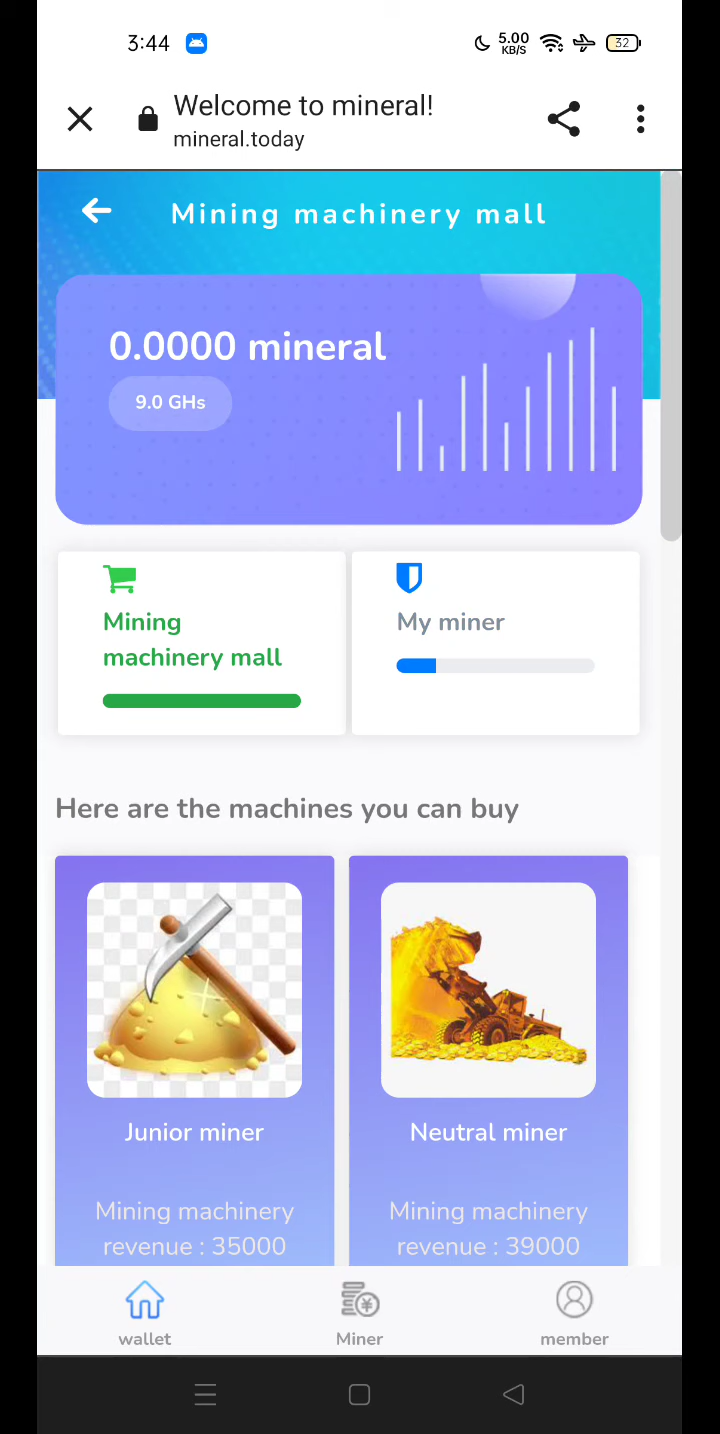 3:44
5.00
KB/S
32
Welcome to mineral!
mineral.today
Mining machinery mall
0.0000 mineral
9.0 GHs
Mining
machinery mall
My miner
Here are the machines you can buy
Junior miner
Neutral miner
Mining machinery
revenue : 35000
Mining machinery
revenue : 39000
wallet
Miner
member